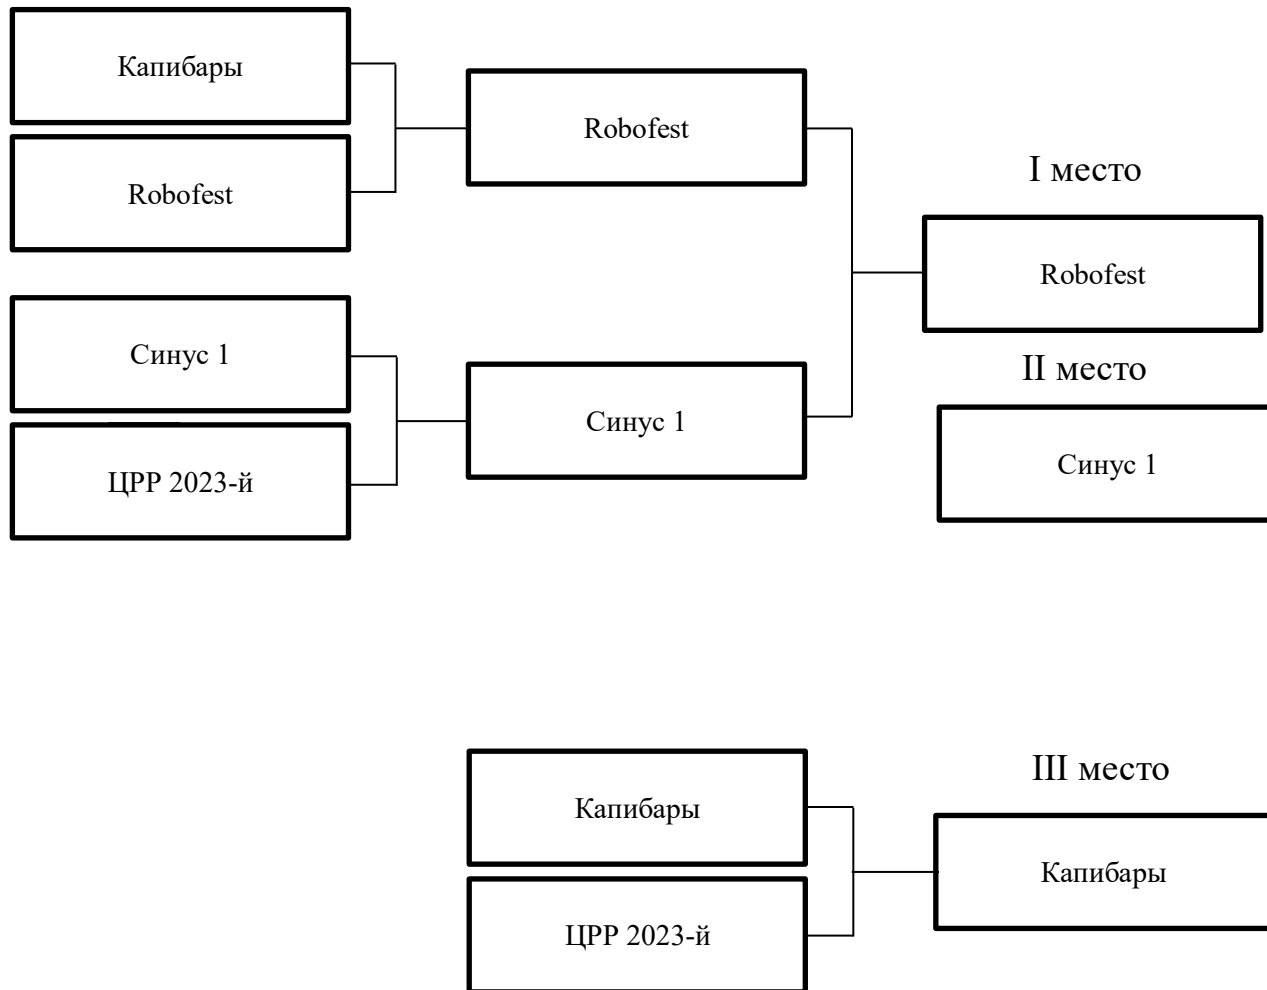 Капибары
Robofest
Robofest
I место
Robofest
Синус 1
II место
Синус 1
Синус 1
ЦРР 2023-й
Капибары
III место
Капибары
ЦРР 2023-й